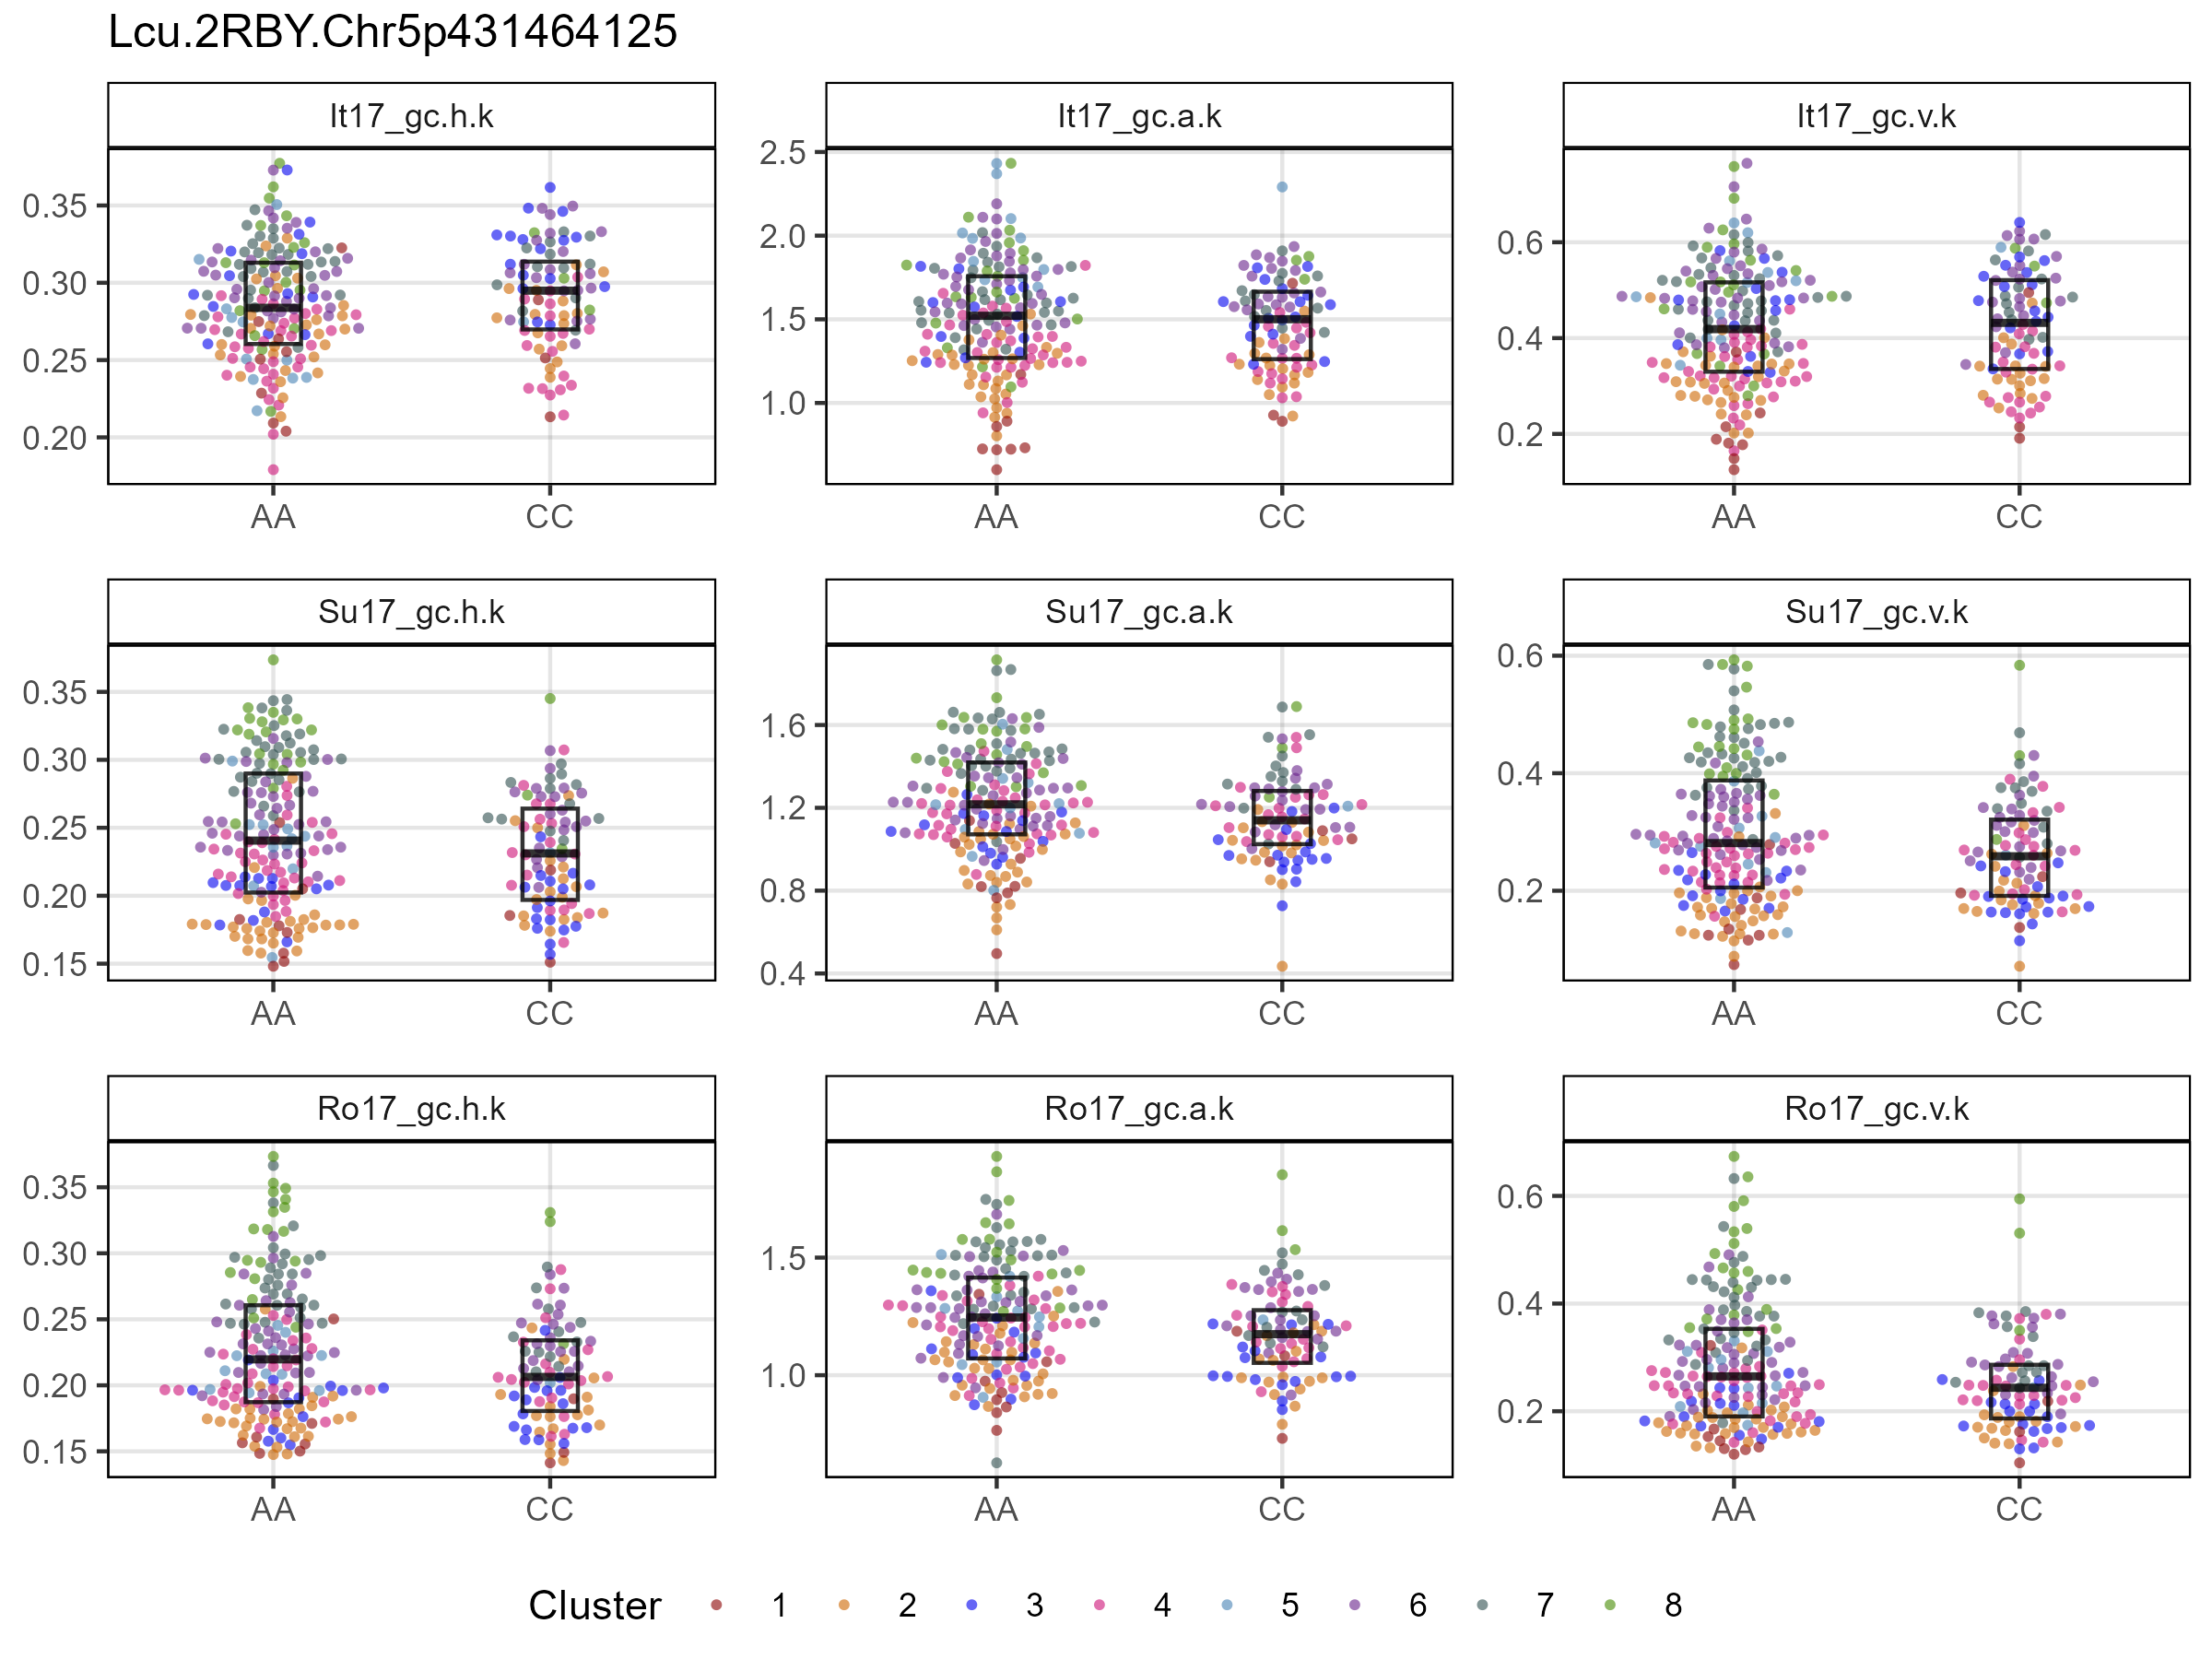 Lcu.2RBY.Chr5p431464125
It17_gc.h.k
It17_gc.a.k
It17_gc.v.k
0.35
0.30
0.25
0.20
AA
CC
2.5
2.0
1.5
1.0
AA
CC
0.6
0.4
0.2
AA
CC
Su17_gc.h.k
Su17_gc.a.k
Su17_gc.v.k
0.35
0.30
0.25
0.20
0.15
AA
CC
1.6
1.2
0.8
0.4
AA
CC
0.6
0.4
0.2
AA
CC
Ro17_gc.h.k
Ro17_gc.a.k
Ro17_gc.v.k
0.35
0.30
0.25
0.20
0.15
AA
CC
1.5
1.0
AA
CC
0.6
0.4
0.2
AA
CC
Cluster 1 2 3 4 5 6 7 8